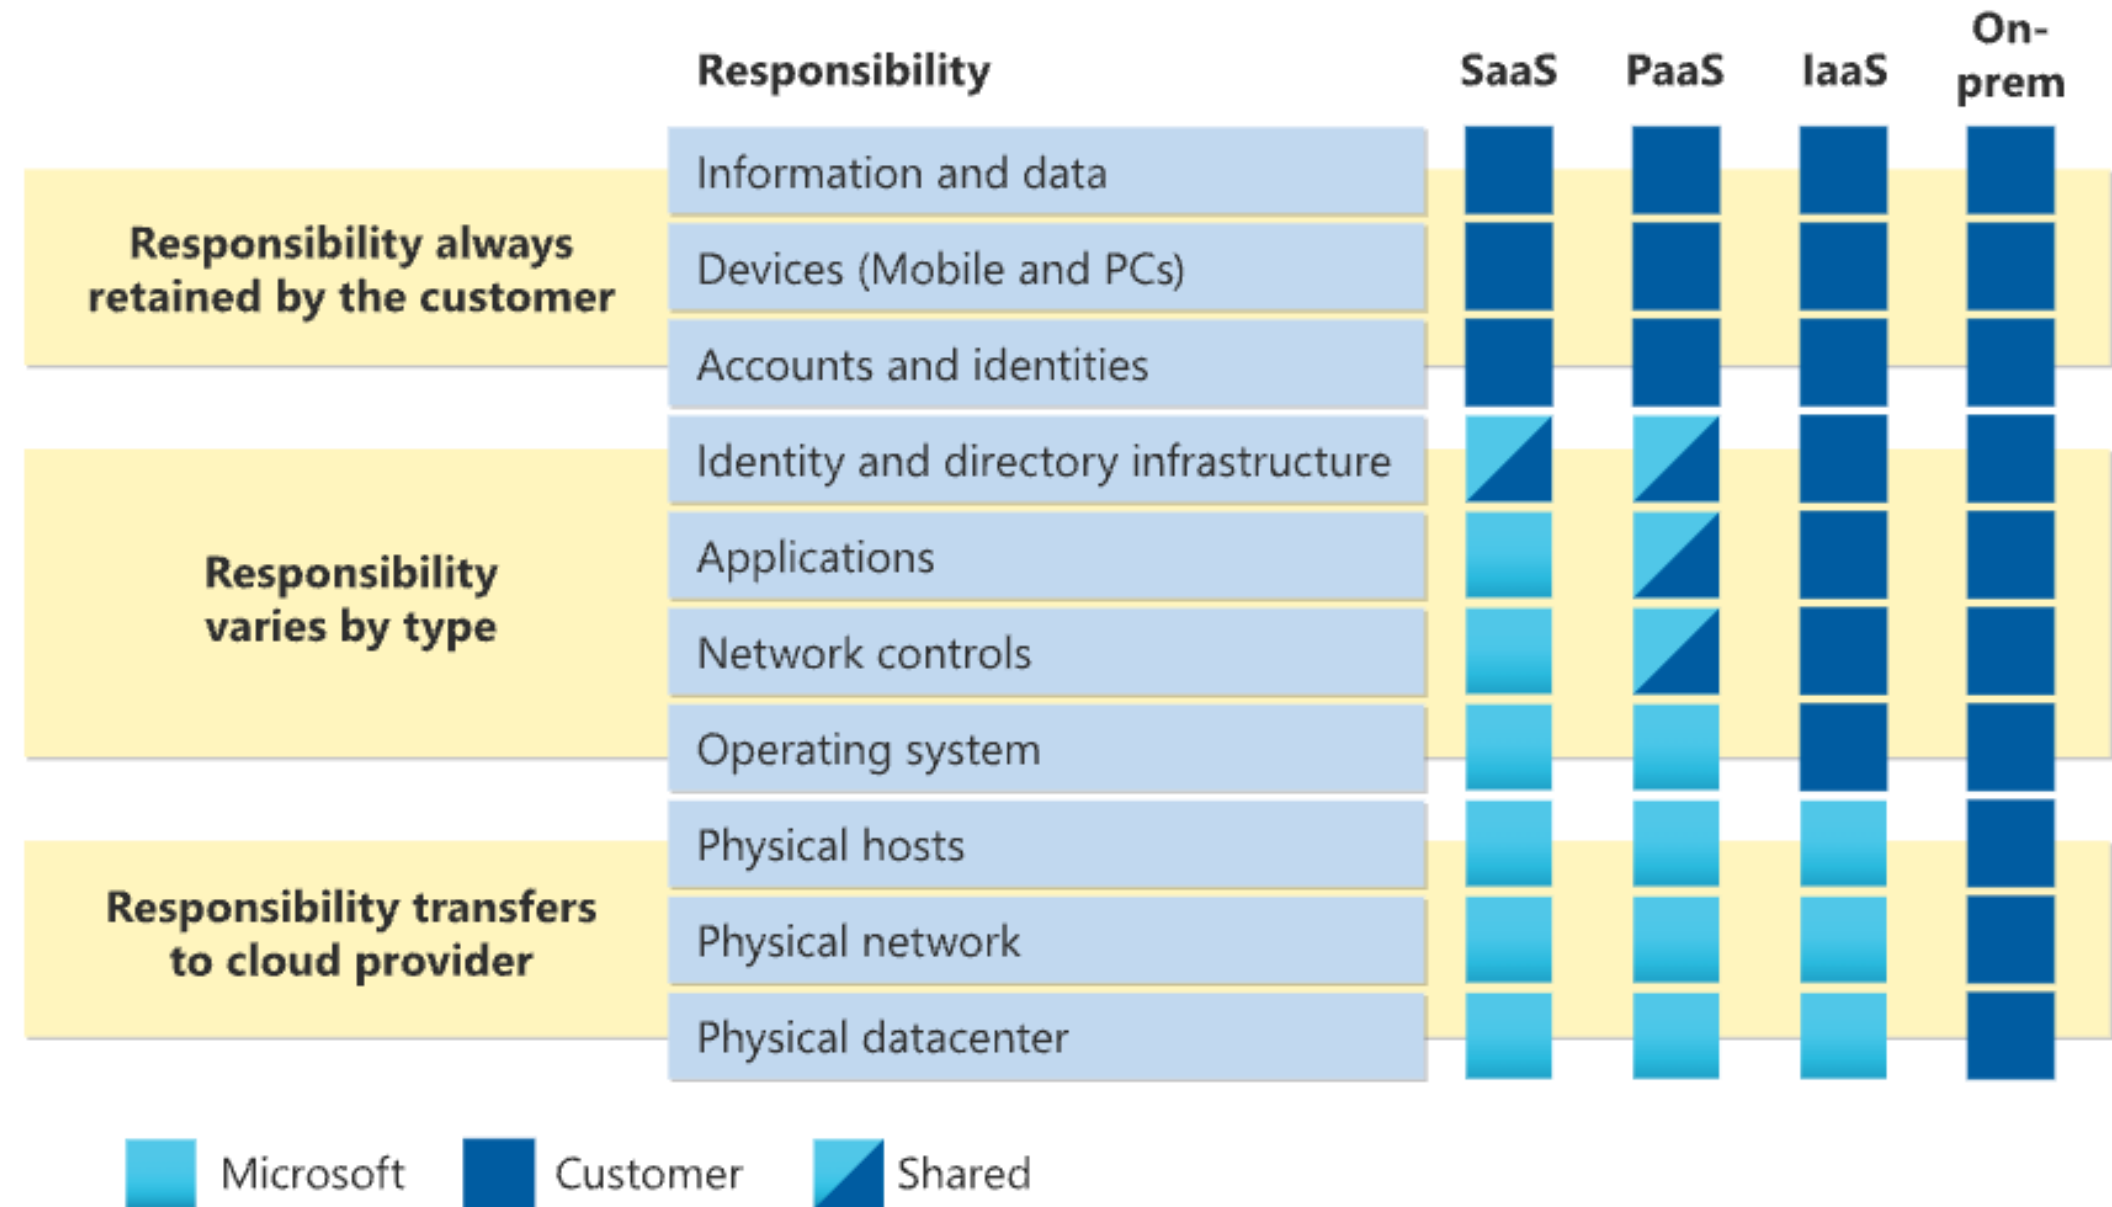 Responsibility SaaS PaaS IaaS On-
prem
Responsibility always
retained by the customer
Information and data
Devices (Mobile and PCs)
Accounts and identities
Responsibility
varies by type
Identity and directory infrastructure
Applications
Network controls
Operating system
Responsibility transfers
to cloud provider
Physical hosts
Physical network
Physical datacenter
Microsoft Customer Shared